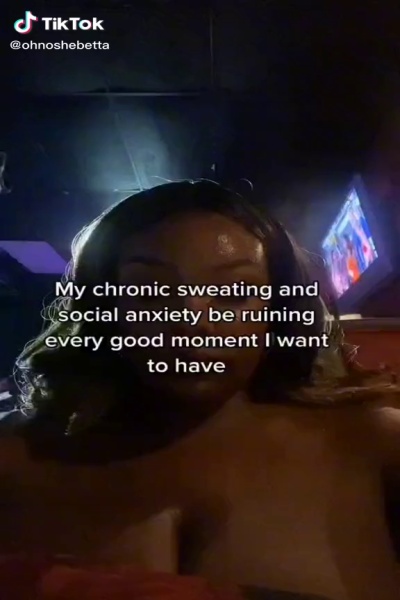 TikTok
@ohnoshebetta
My chronic sweating and
social anxiety be ruining
every good moment I want
to have